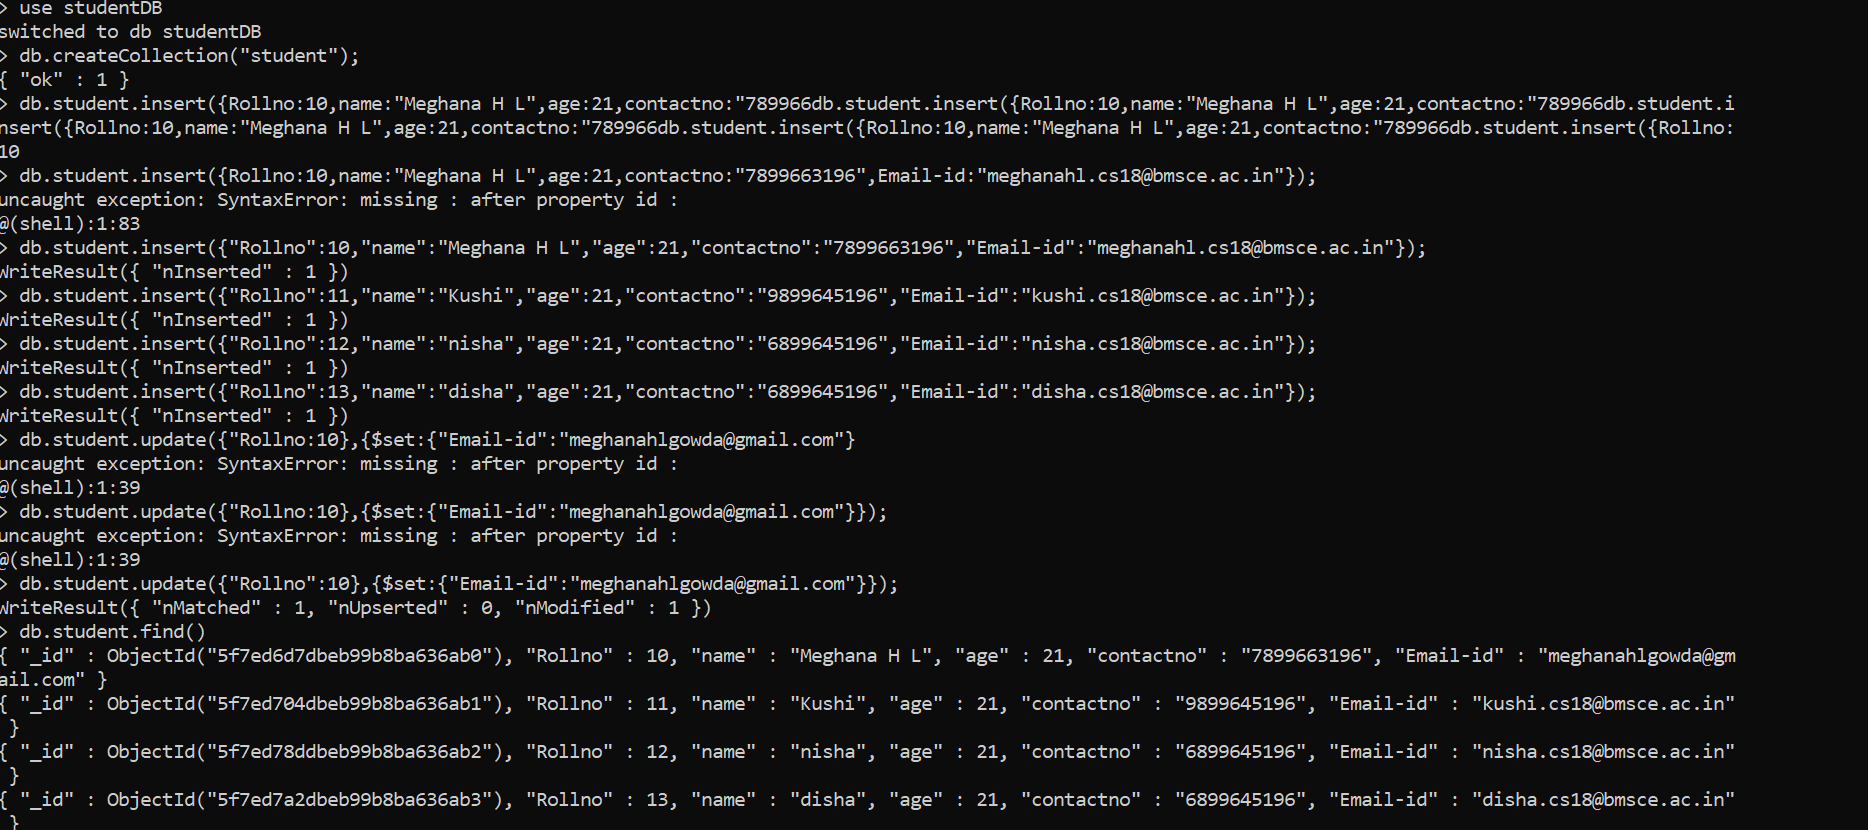 > use studentDB
switched to db studentDB
> db.createCollection("student");
{ "ok" : 1 }
> db.student.insert({Rollno:10,name:"Meghana H L",age:21,contactno:"789966db.student.insert({Rollno:10,name:"Meghana H L",age:21,contactno:"789966db.student.i
nsert({Rollno:10,name:"Meghana H L",age:21,contactno:"789966db.student.insert({Rollno:10,name:"Meghana H L",age:21,contactno:"789966db.student.insert({Rollno:
10
> db.student.insert({Rollno:10,name:"Meghana H L",age:21,contactno:"7899663196",Email-id:"meghanahl.cs18@bmsce.ac.in"});
uncaught exception: SyntaxError: missing : after property id :
@(shell):1:83
> db.student.insert({"Rollno":10,"name":"Meghana H L","age":21,"contactno":"7899663196","Email-id":"meghanahl.cs18@bmsce.ac.in"});
WriteResult({ "nInserted" : 1 })
> db.student.insert({"Rollno":11,"name":"Kushi","age":21,"contactno":"9899645196","Email-id":"kushi.cs18@bmsce.ac.in"});
WriteResult({ "nInserted" : 1 })
> db.student.insert({"Rollno":12,"name":"nisha","age":21,"contactno":"6899645196","Email-id":"nisha.cs18@bmsce.ac.in"});
WriteResult({ "nInserted" : 1 })
> db.student.insert({"Rollno":13,"name":"disha","age":21,"contactno":"6899645196","Email-id":"disha.cs18@bmsce.ac.in"});
WriteResult({ "nInserted" : 1 })
> db.student.update({"Rollno:10},{$set:{"Email-id":"meghanahlgowda@gmail.com"}
uncaught exception: SyntaxError: missing : after property id :
@(shell):1:39
> db.student.update({"Rollno:10},{$set:{"Email-id":"meghanahlgowda@gmail.com"}});
uncaught exception: SyntaxError: missing : after property id :
@(shell):1:39
> db.student.update({"Rollno":10},{$set:{"Email-id":"meghanahlgowda@gmail.com"}});
WriteResult({ "nMatched" : 1, "nUpserted" : 0, "nModified" : 1 })
> db.student.find()
{ "_id" : ObjectId("5f7ed6d7dbeb99b8ba636ab0"), "Rollno" : 10, "name" : "Meghana H L", "age" : 21, "contactno" : "7899663196", "Email-id" : "meghanahlgowda@gm
ail.com" }
{ "_id" : ObjectId("5f7ed704dbeb99b8ba636ab1"), "Rollno" : 11, "name" : "Kushi", "age" : 21, "contactno" : "9899645196", "Email-id" : "kushi.cs18@bmsce.ac.in"
}
{ "_id" : ObjectId("5f7ed78ddbeb99b8ba636ab2"), "Rollno" : 12, "name" : "nisha", "age" : 21, "contactno" : "6899645196", "Email-id" : "nisha.cs18@bmsce.ac.in"
}
{ "_id" : ObjectId("5f7ed7a2dbeb99b8ba636ab3"), "Rollno" : 13, "name" : "disha", "age" : 21, "contactno" : "6899645196", "Email-id" : "disha.cs18@bmsce.ac.in"
}